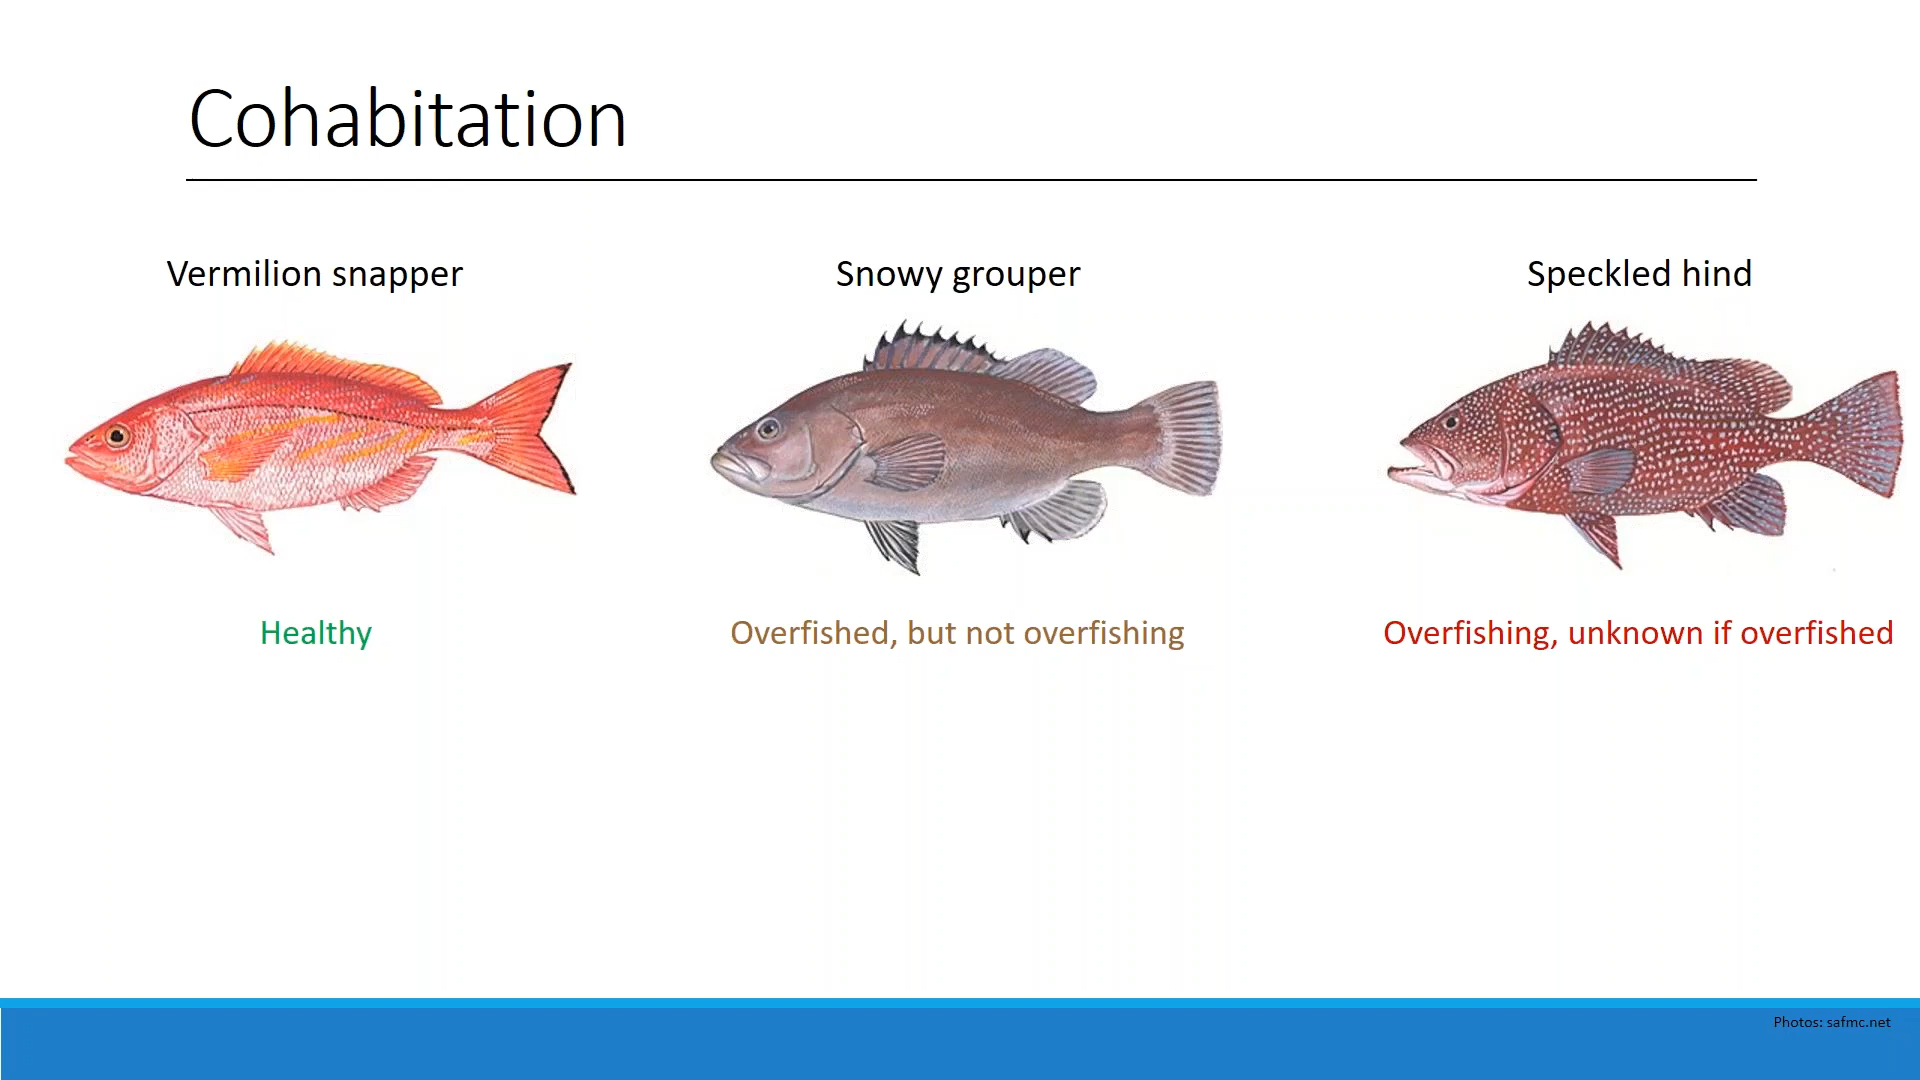 Cohabitation
Vermilion snapper
Snowy grouper
Speckled hind
Healthy
Overfished, but not overfishing
Overfishing, unknown if overfished
Photos: safmc.net